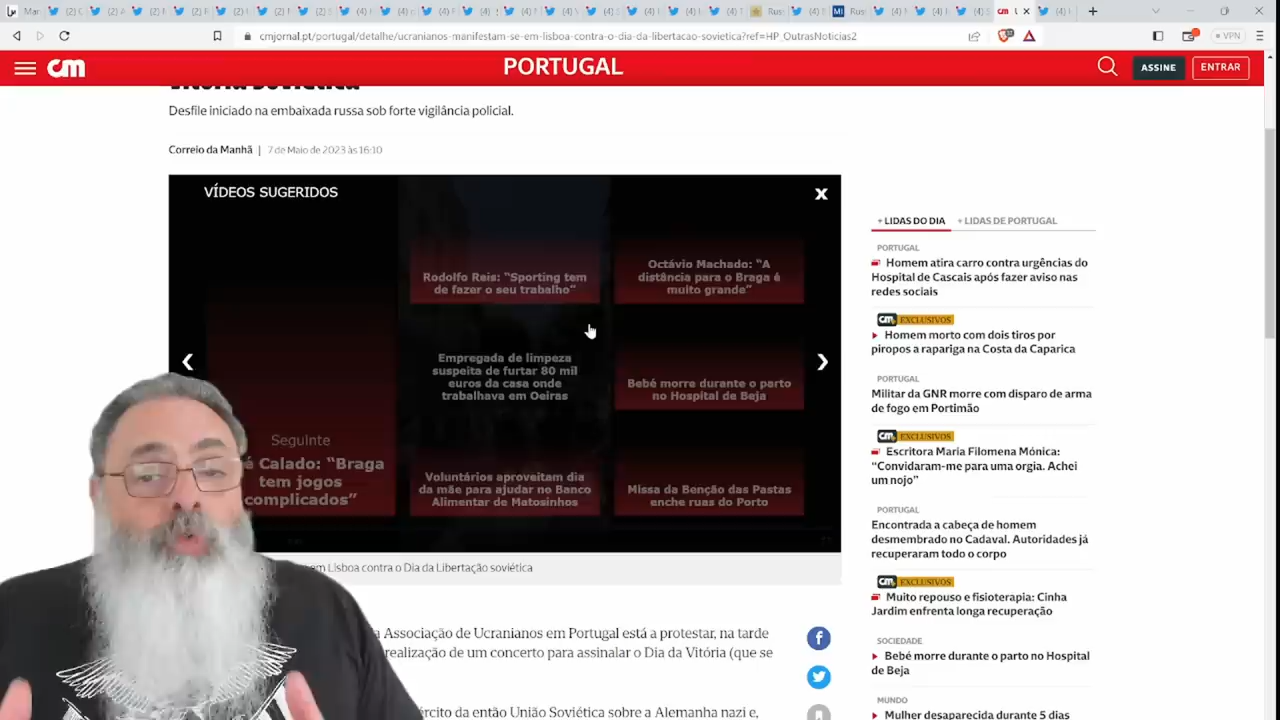 cmjornal.pt/portugal/detalhe/ucranianos-manifestam-se-em-lisboa-contra-o-dia-da-libertacao-sovietica?ref=HP_OutrasNoticias2
VPN
cm
PORTUGAL
ASSINE
ENTRAR
vitória soviética
Desfile iniciado na embaixada russa sob forte vigilância policial.
Correio da Manhã | 7 de Maio de 2023 às 16:10
VÍDEOS SUGERIDOS
X
Rodolfo Reis: “Sporting tem
de fazer o seu trabalho”
Octávio Machado: “A
distância para o Braga é
muito grande”
Empregada de limpeza
suspeita de furtar 80 mil
euros da casa onde
trabalhava em Oeiras
Bebé morre durante o parto
no Hospital de Beja
Seguinte
á Calado: “Braga
tem jogos
complicados”
Voluntários aproveitam dia
da mãe para ajudar no Banco
Alimentar de Matosinhos
Missa da Benção das Pastas
enche ruas do Porto
em Lisboa contra o Dia da Libertação soviética
a Associação de Ucranianos em Portugal está a protestar, na tarde
realização de um concerto para assinalar o Dia da Vitória (que se
ército da então União Soviética sobre a Alemanha nazi e,
+ LIDAS DO DIA
+ LIDAS DE PORTUGAL
PORTUGAL
Homem atira carro contra urgências do
Hospital de Cascais após fazer aviso nas
redes sociais
CM EXCLUSIVOS
Homem morto com dois tiros por
piropos a rapariga na Costa da Caparica
PORTUGAL
Militar da GNR morre com disparo de arma
de fogo em Portimão
CM EXCLUSIVOS
Escritora Maria Filomena Mónica:
“Convidaram-me para uma orgia. Achei
um nojo”
PORTUGAL
Encontrada a cabeça de homem
desmembrado no Cadaval. Autoridades já
recuperaram todo o corpo
CM EXCLUSIVOS
Muito repouso e fisioterapia: Cinha
Jardim enfrenta longa recuperação
SOCIEDADE
Bebé morre durante o parto no Hospital
de Beja
MUNDO
Mulher desaparecida durante 5 dias